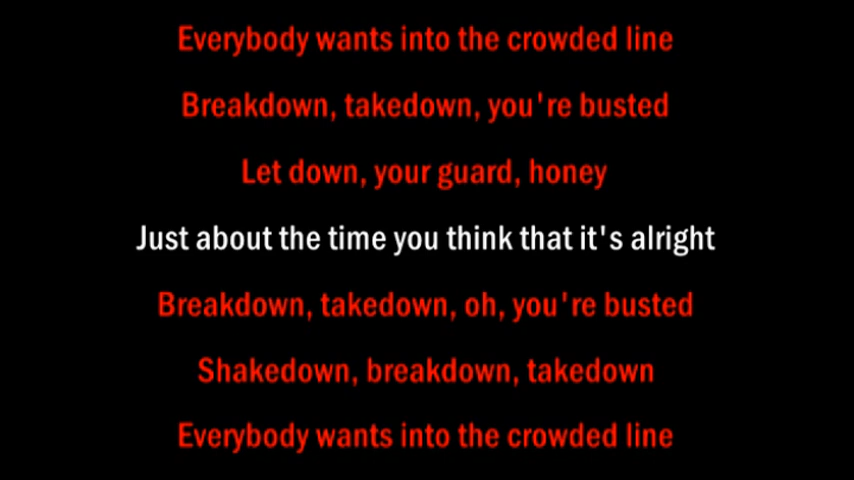 Everybody wants into the crowded line
Breakdown, takedown, you're busted
Let down, your guard, honey
Just about the time you think that it's alright
Breakdown, takedown, oh, you're busted
Shakedown, breakdown, takedown
Everybody wants into the crowded line